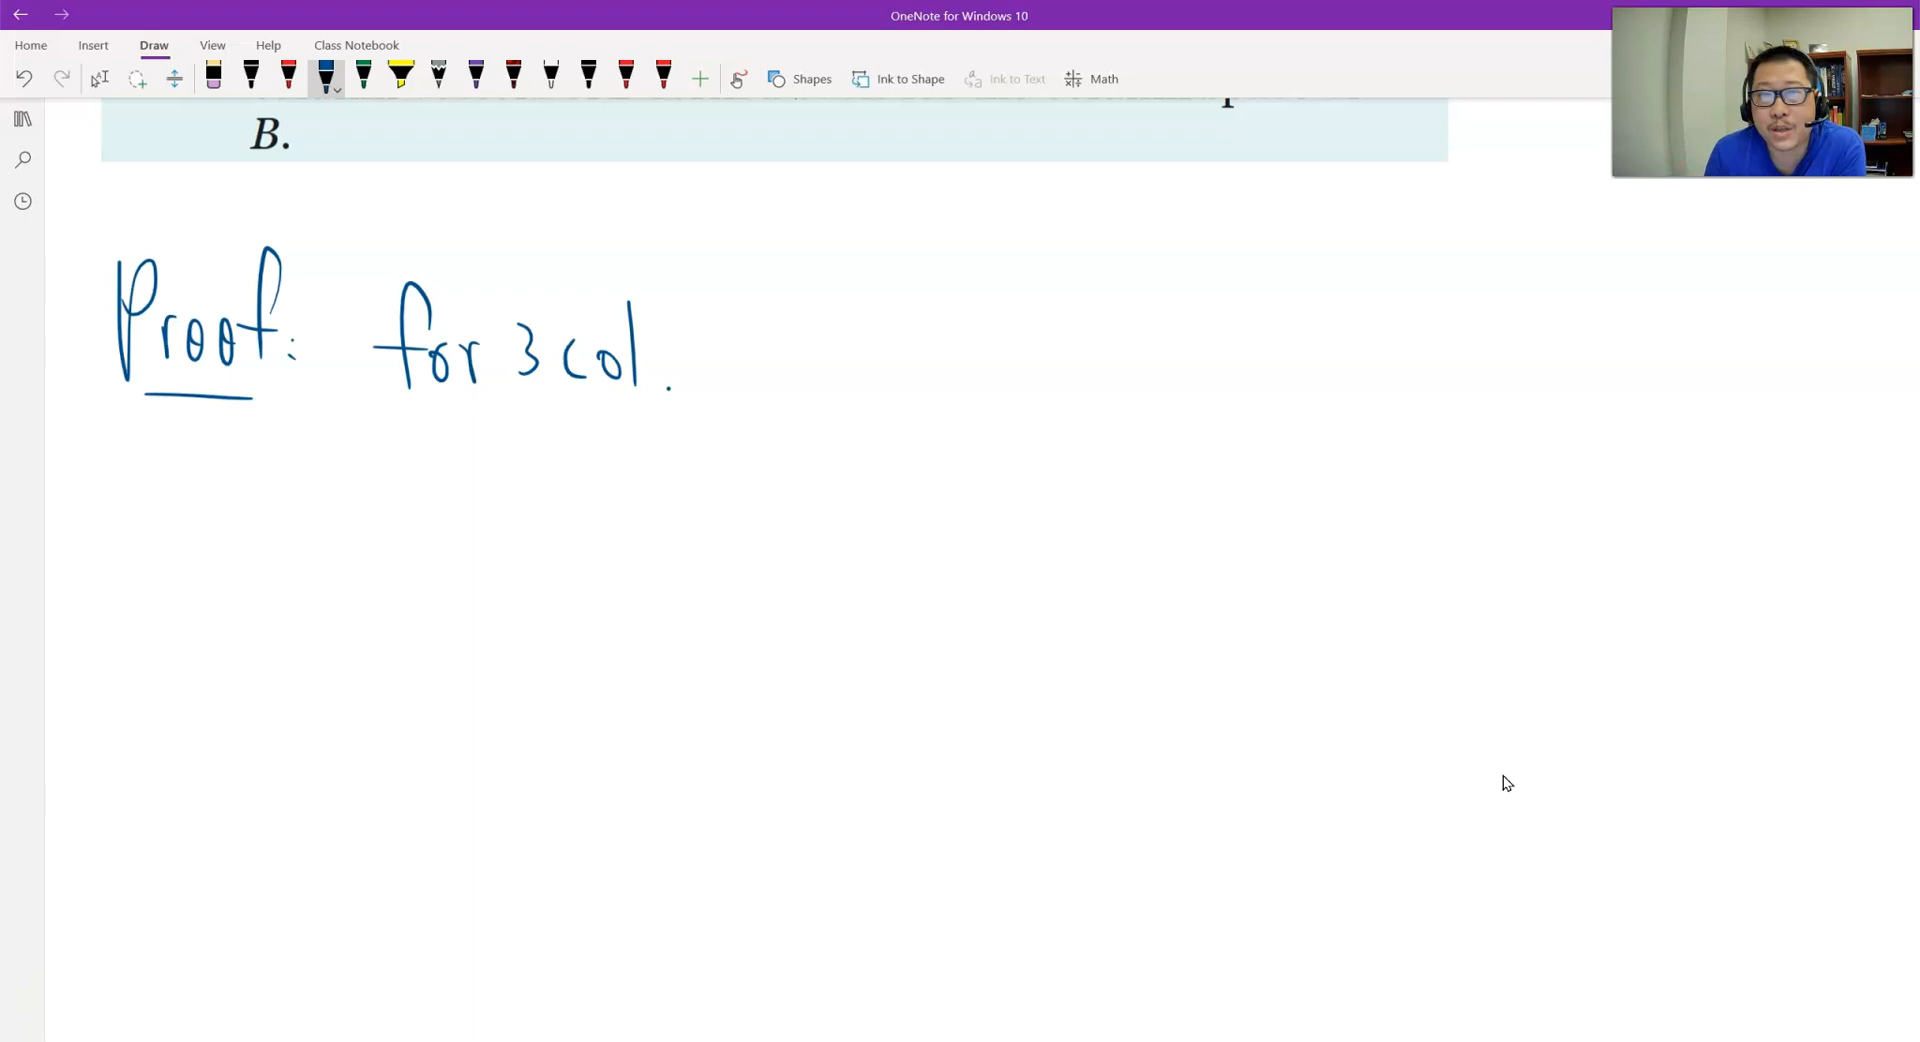 OneNote for Windows 10
Home Insert Draw View Help Class Notebook
Shapes Ink to Shape Ink to Text Math
B.
Proof: for 3 col.